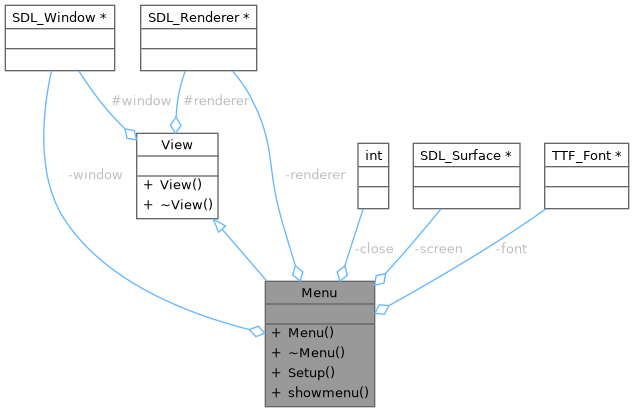 SDL_Window *
SDL_Renderer *
#window
#renderer
View
+ View()
+ ~View()
int
SDL_Surface *
TTF_Font *
-window
-renderer
-close
-screen
-font
Menu
+ Menu()
+ ~Menu()
+ Setup()
+ showmenu()